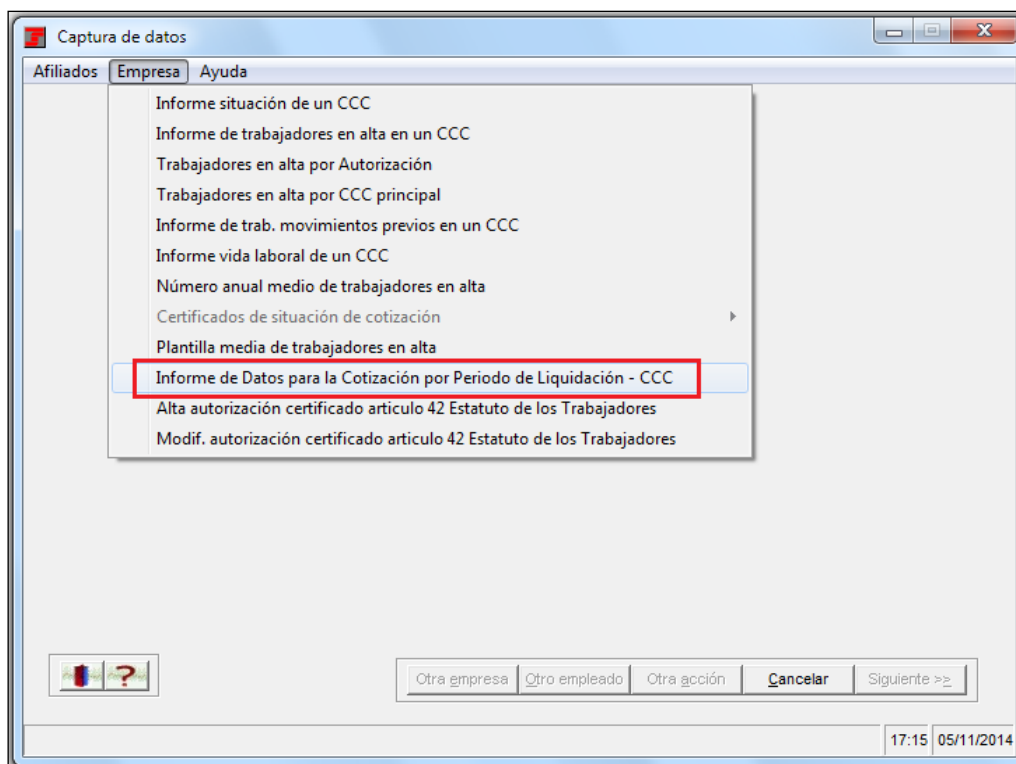 Captura de datos
Afiliados Empresa Ayuda
Informe situación de un CCC
Informe de trabajadores en alta en un CCC
Trabajadores en alta por Autorización
Trabajadores en alta por CCC principal
Informe de trab. movimientos previos en un CCC
Informe vida laboral de un CCC
Número anual medio de trabajadores en alta
Certificados de situación de cotización
Plantilla media de trabajadores en alta
Informe de Datos para la Cotización por Periodo de Liquidación - CCC
Alta autorización certificado articulo 42 Estatuto de los Trabajadores
Modif. autorización certificado articulo 42 Estatuto de los Trabajadores
Otra empresa Otro empleado Otra acción Cancelar Siguiente >>
17:15 05/11/2014